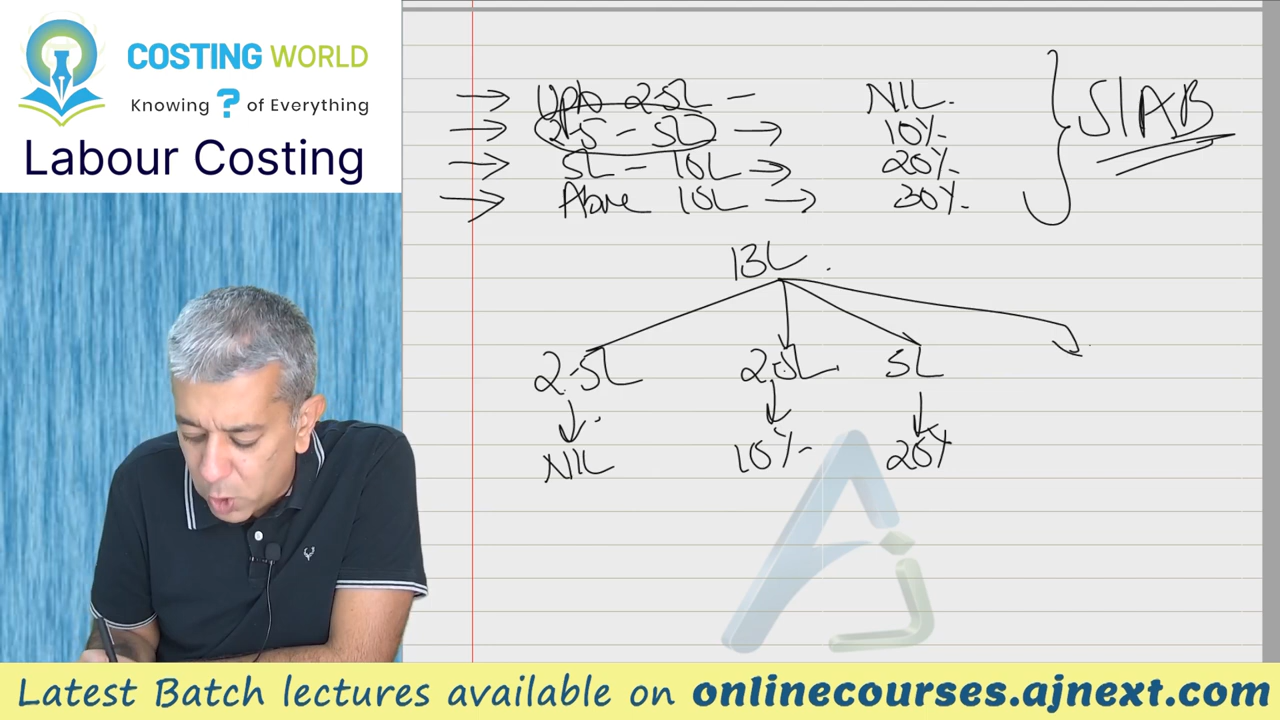 COSTING WORLD
Knowing ? of Everything
Labour Costing
→ Upto 2.5L — NIL.
→ 2.5 - 5L → 10%.
→ 5L - 10L → 20%.
→ Above 10L → 30%.
SLAB
13L.
2.5L 2.5L 5L
NIL 10% 20%
Latest Batch lectures available on onlinecourses.ajnext.com